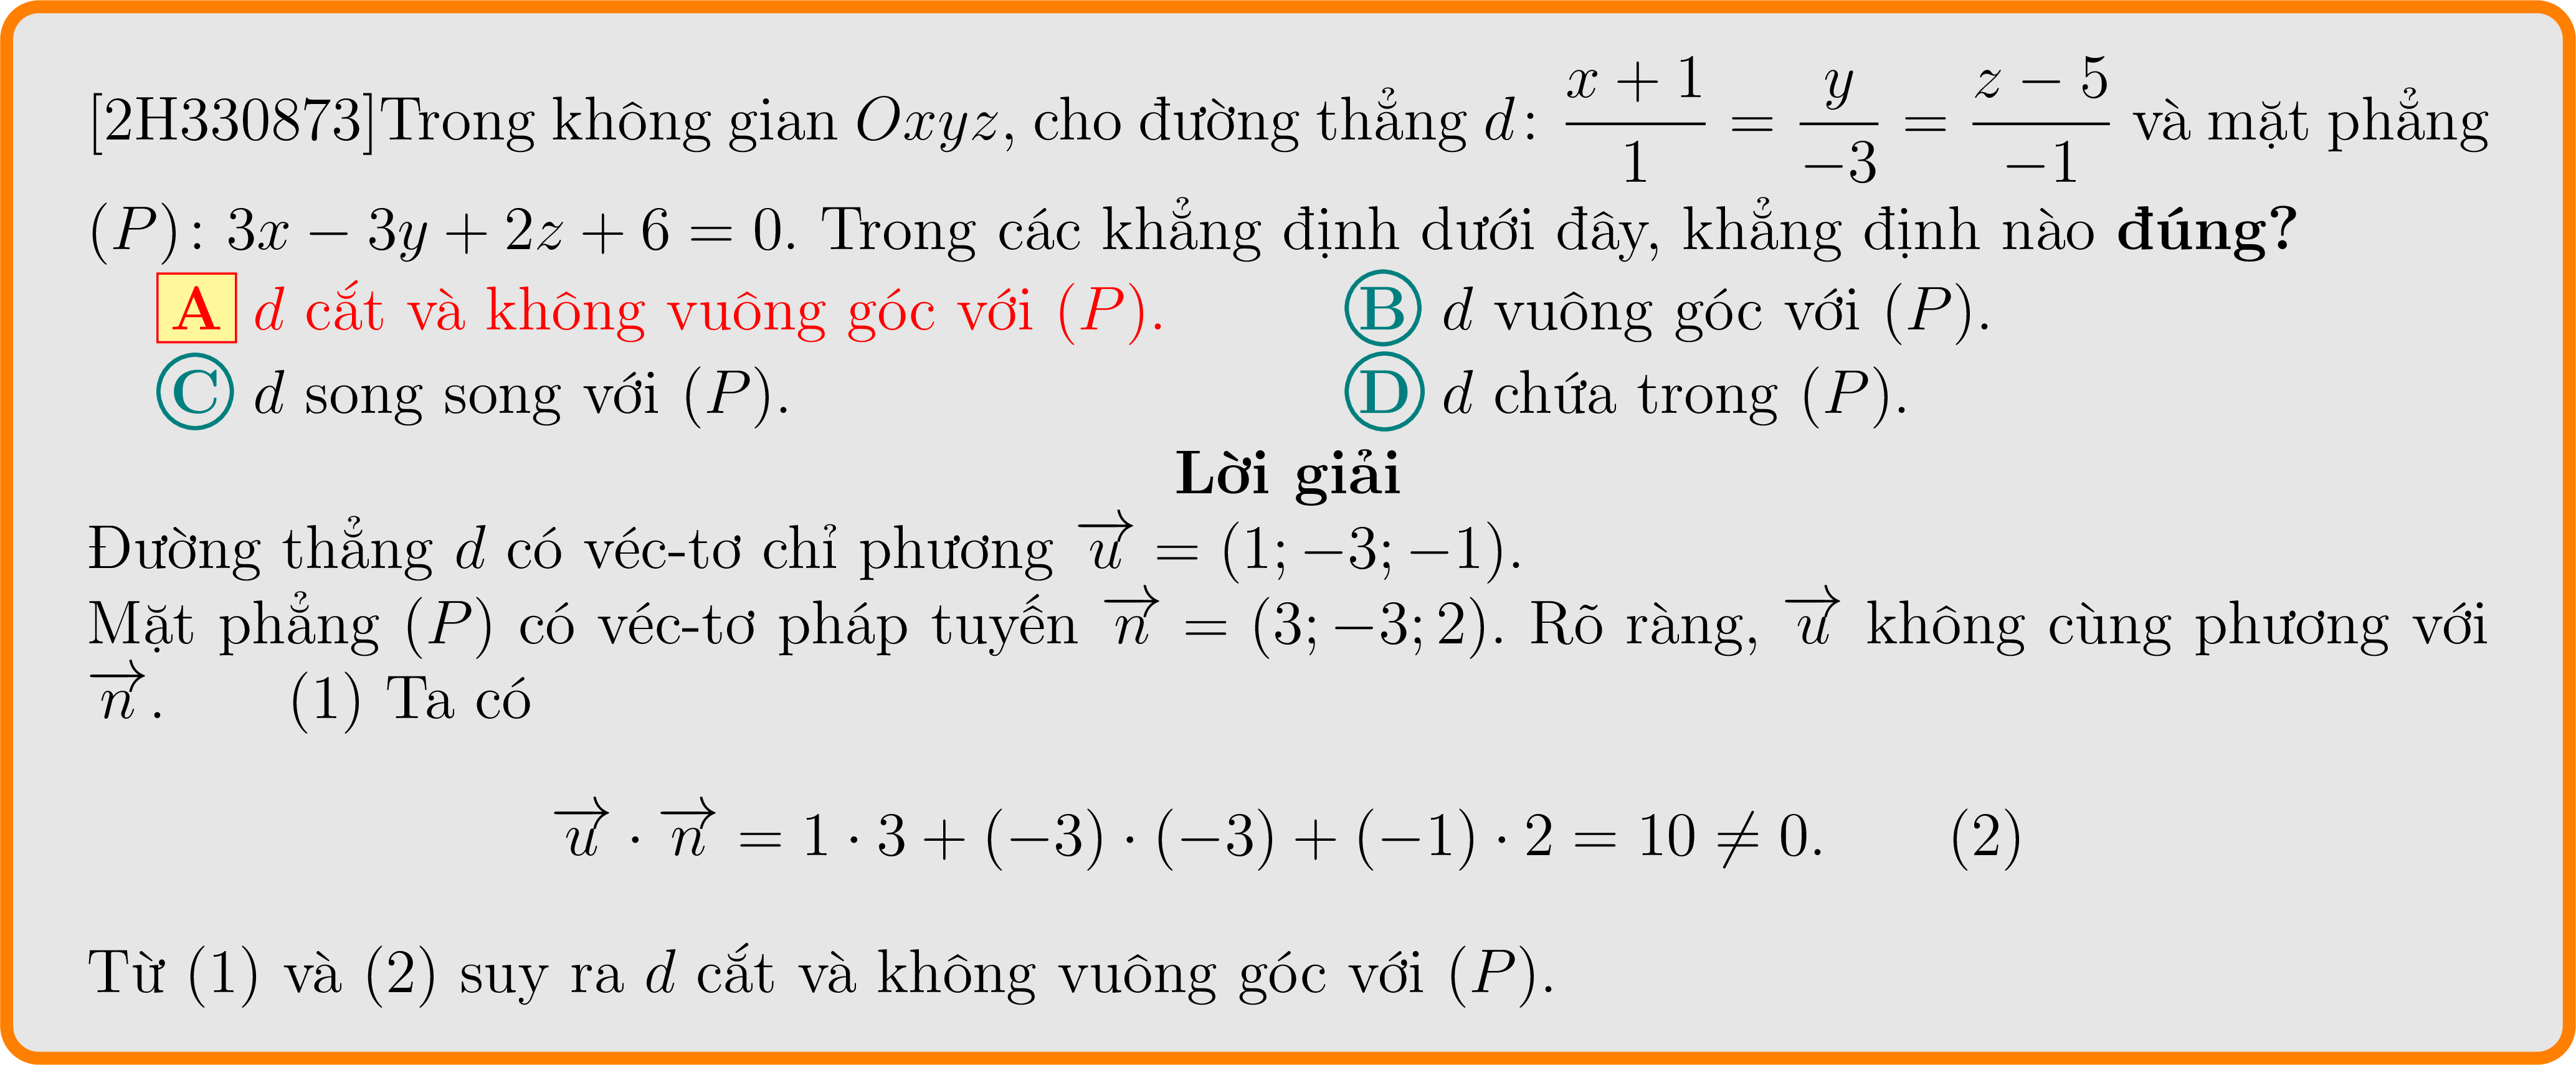 [2H330873]Trong không gian $Oxyz$, cho đường thẳng $d\colon \dfrac{x+1}{1} = \dfrac{y}{-3} = \dfrac{z-5}{-1}$ và mặt phẳng
$(P)\colon 3x - 3y + 2z + 6 = 0$. Trong các khẳng định dưới đây, khẳng định nào đúng?
A $d$ cắt và không vuông góc với $(P)$. B $d$ vuông góc với $(P)$.
C $d$ song song với $(P)$. D $d$ chứa trong $(P)$.
Lời giải
Đường thẳng $d$ có véc-tơ chỉ phương $\overrightarrow{u} = (1; -3; -1)$.
Mặt phẳng $(P)$ có véc-tơ pháp tuyến $\overrightarrow{n} = (3; -3; 2)$. Rõ ràng, $\overrightarrow{u}$ không cùng phương với
$\overrightarrow{n}$. (1) Ta có
$\overrightarrow{u} \cdot \overrightarrow{n} = 1 \cdot 3 + (-3) \cdot (-3) + (-1) \cdot 2 = 10 \neq 0.$ (2)
Từ (1) và (2) suy ra $d$ cắt và không vuông góc với $(P)$.